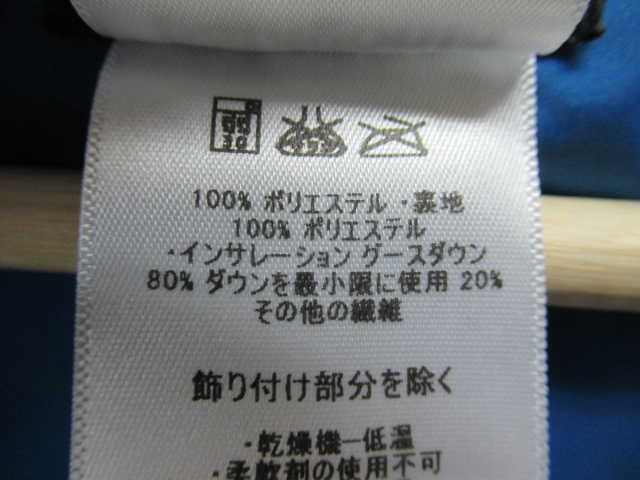 100% ポリエステル ・裏地
100% ポリエステル
・インサレーション グースダウン
80% ダウンを最小限に使用 20%
その他の繊維
飾り付け部分を除く
・乾燥機ー低温
・柔軟剤の使用不可